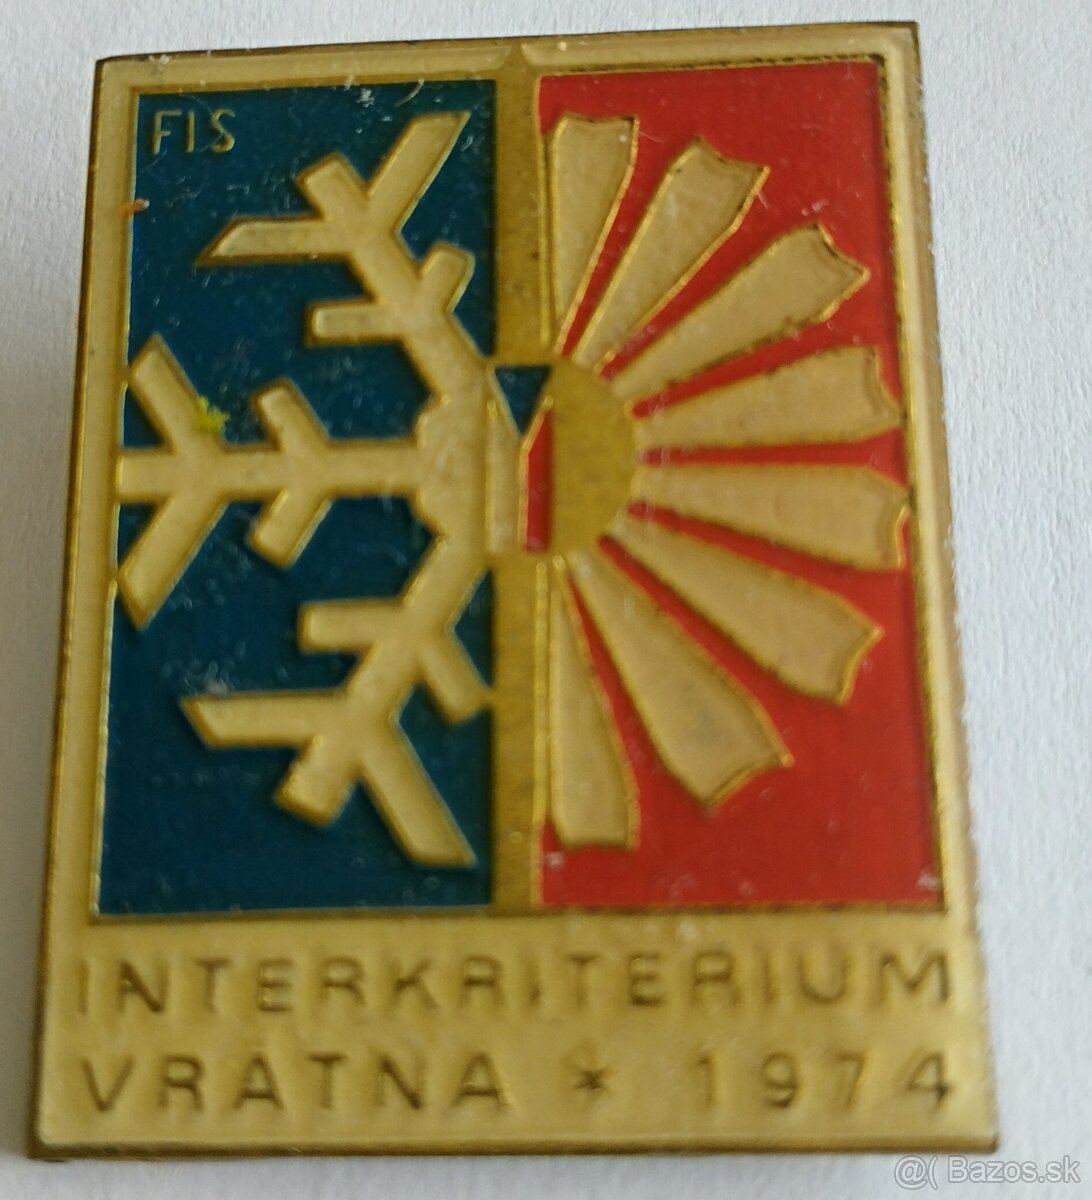 FIS
INTERKRITERIUM
VRATNA * 1974
@( Bazos.sk